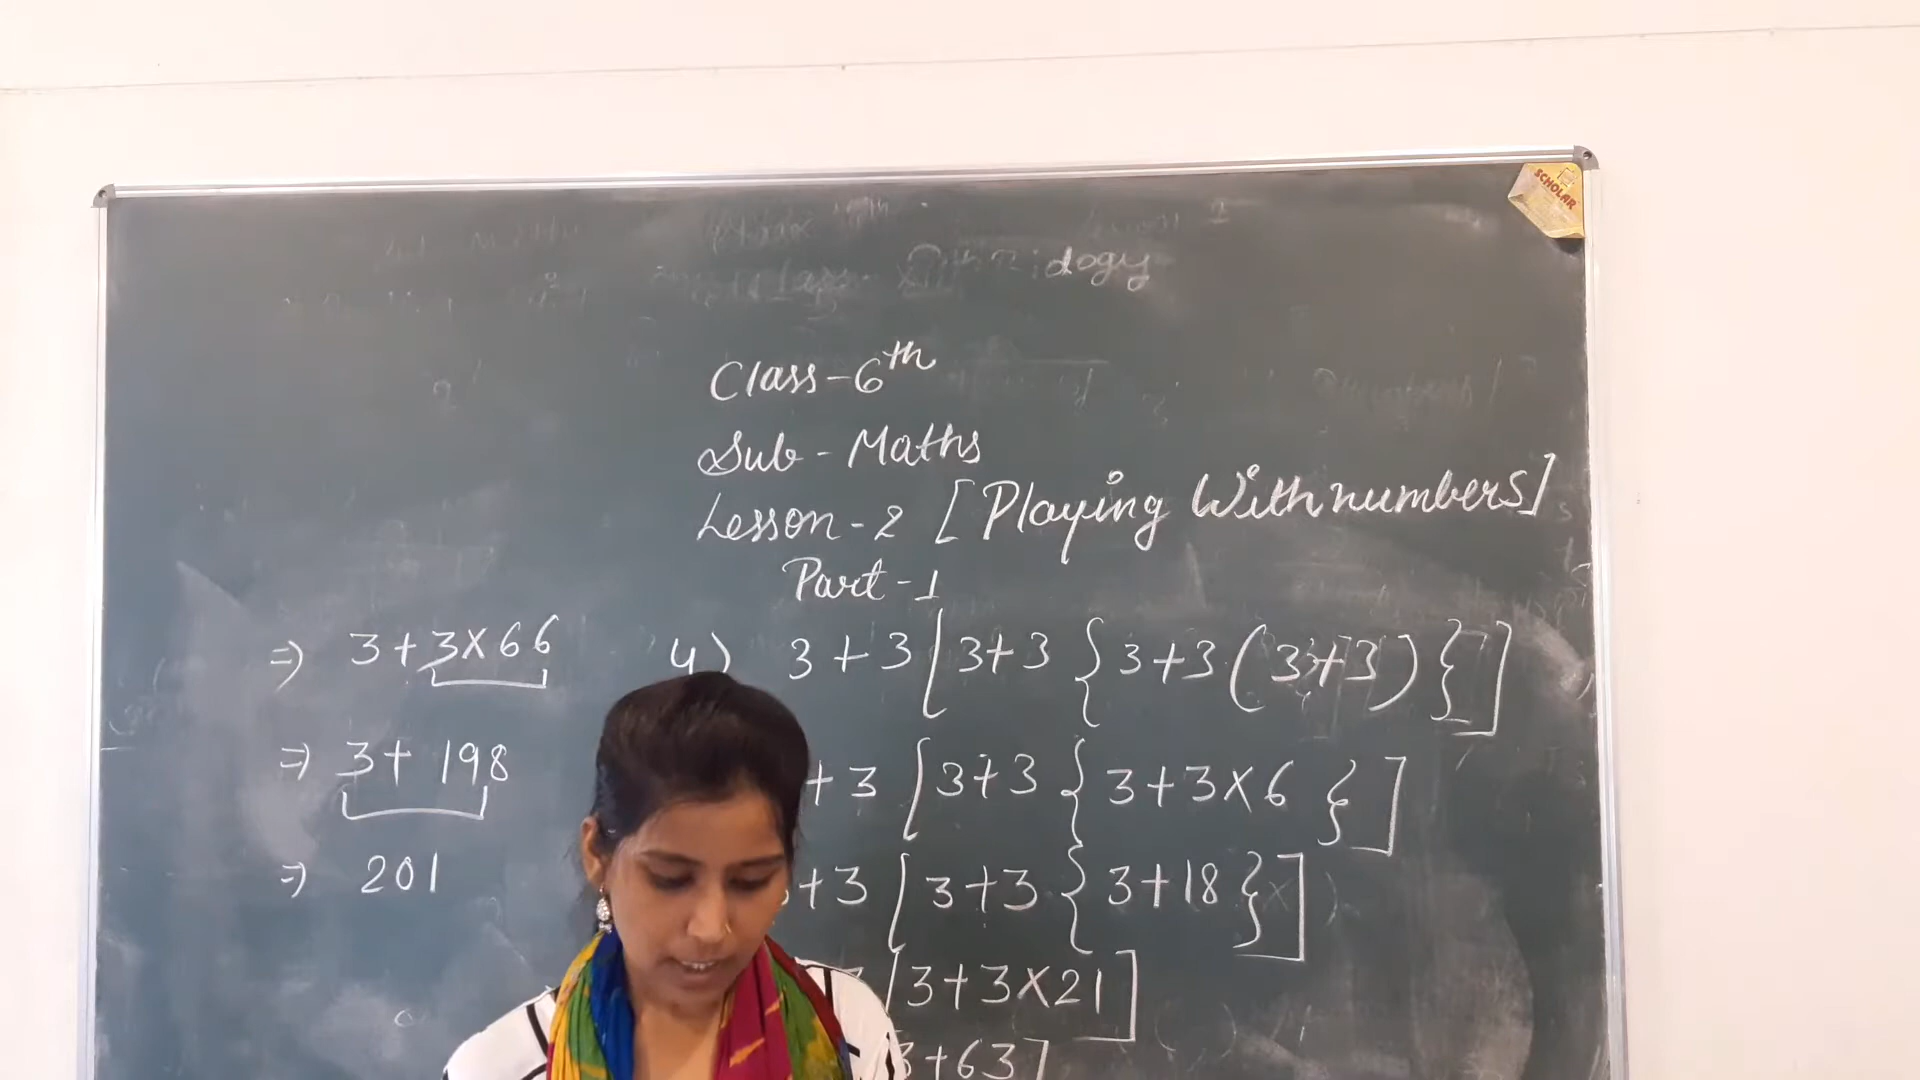 SCHOLAR
dogy
Class-6th
Sub - Maths
Lesson-2 [Playing With numbers]
Part-1
4) 3+3[3+3{3+3(3+3)}]
+3[3+3{3+3×6}]
+3[3+3{3+18}]
[3+3×21]
3+63]
=) 3+3×66
=) 3+198
=) 201